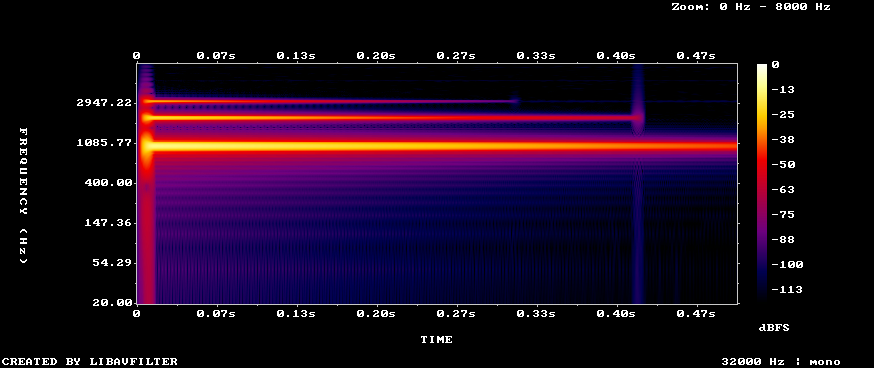 Zoom: 0 Hz - 8000 Hz
0 0.07s 0.13s 0.20s 0.27s 0.33s 0.40s 0.47s
0
-13
-25
-38
-50
-63
-75
-88
-100
-113
dBFS
2947.22
1085.77
400.00
147.36
54.29
20.00
FREQUENCY (Hz)
0 0.07s 0.13s 0.20s 0.27s 0.33s 0.40s 0.47s
TIME
CREATED BY LIBAVFILTER
32000 Hz | mono